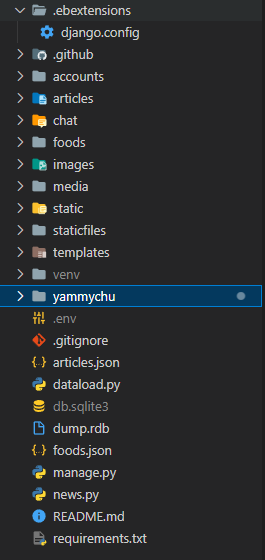 .ebextensions
django.config
.github
accounts
articles
chat
foods
images
media
static
staticfiles
templates
venv
yammychu
.env
.gitignore
articles.json
dataload.py
db.sqlite3
dump.rdb
foods.json
manage.py
news.py
README.md
requirements.txt